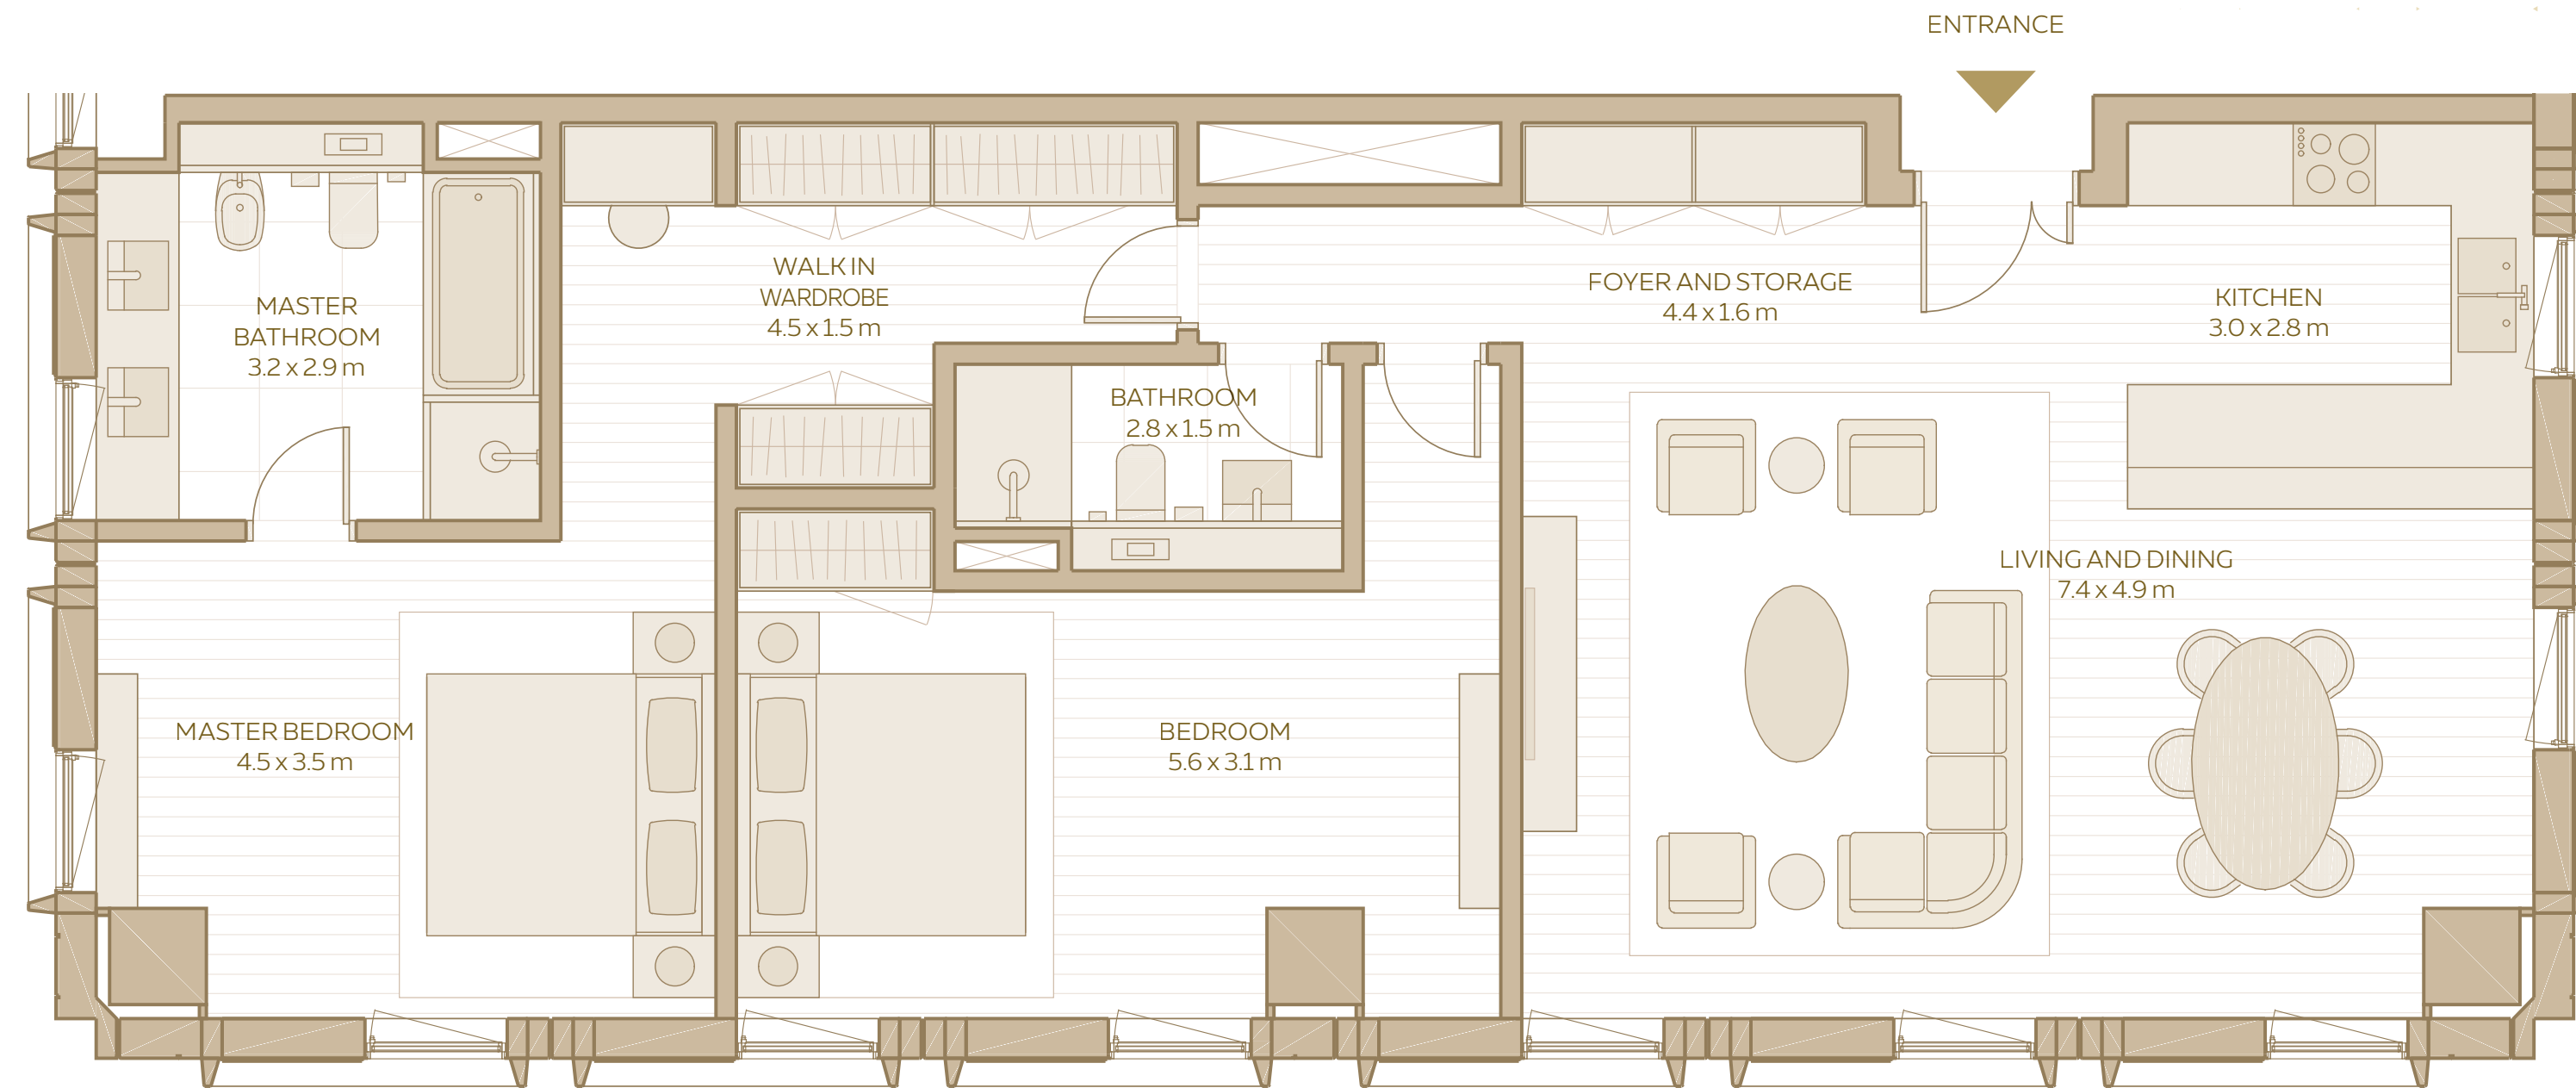 ENTRANCE
WALK IN
WARDROBE
4.5 x 1.5 m
FOYER AND STORAGE
4.4 x 1.6 m
KITCHEN
3.0 x 2.8 m
MASTER
BATHROOM
3.2 x 2.9 m
BATHROOM
2.8 x 1.5 m
LIVING AND DINING
7.4 x 4.9 m
MASTER BEDROOM
4.5 x 3.5 m
BEDROOM
5.6 x 3.1 m